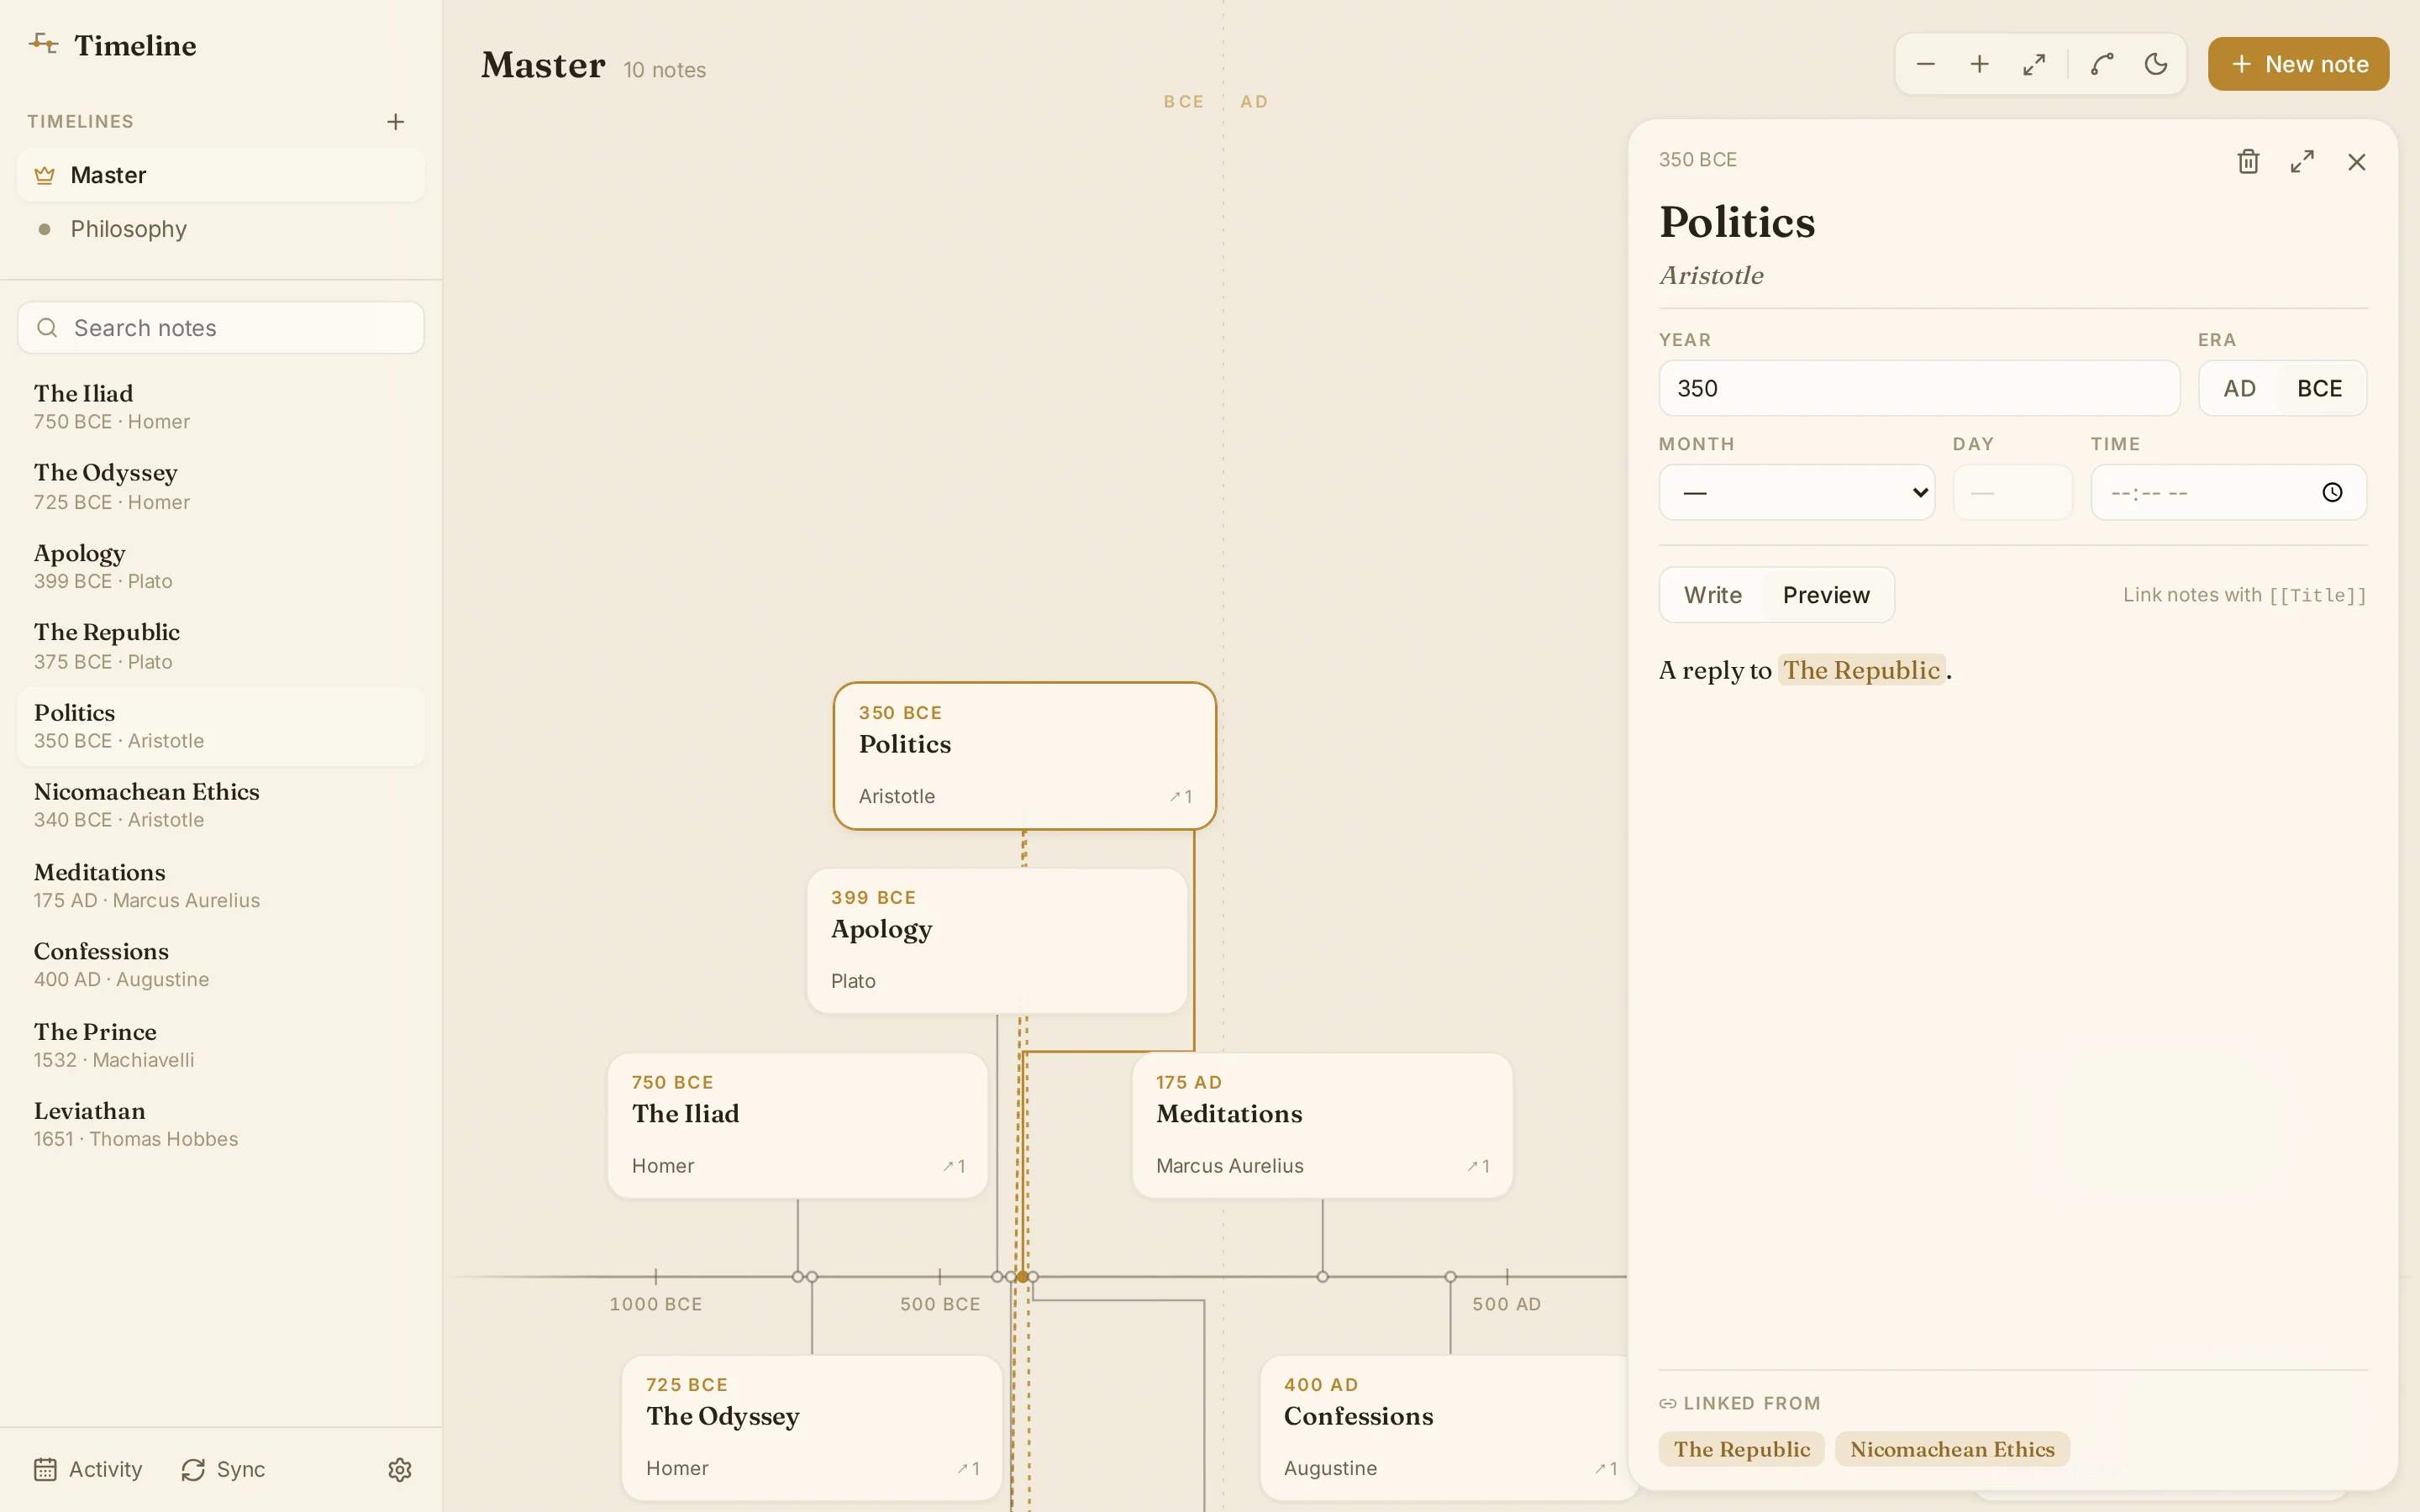 Timeline
TIMELINES
Master
Philosophy
Search notes
The Iliad
750 BCE · Homer
The Odyssey
725 BCE · Homer
Apology
399 BCE · Plato
The Republic
375 BCE · Plato
Politics
350 BCE · Aristotle
Nicomachean Ethics
340 BCE · Aristotle
Meditations
175 AD · Marcus Aurelius
Confessions
400 AD · Augustine
The Prince
1532 · Machiavelli
Leviathan
1651 · Thomas Hobbes
Activity
Sync
Master 10 notes
BCE AD
New note
350 BCE
Politics
Aristotle
↗1
399 BCE
Apology
Plato
750 BCE
The Iliad
Homer
↗1
175 AD
Meditations
Marcus Aurelius
↗1
1000 BCE
500 BCE
500 AD
725 BCE
The Odyssey
Homer
↗1
400 AD
Confessions
Augustine
↗1
350 BCE
Politics
Aristotle
YEAR
ERA
350
AD BCE
MONTH
DAY
TIME
—
—
--:-- --
Write Preview
Link notes with [[Title]]
A reply to The Republic.
LINKED FROM
The Republic
Nicomachean Ethics